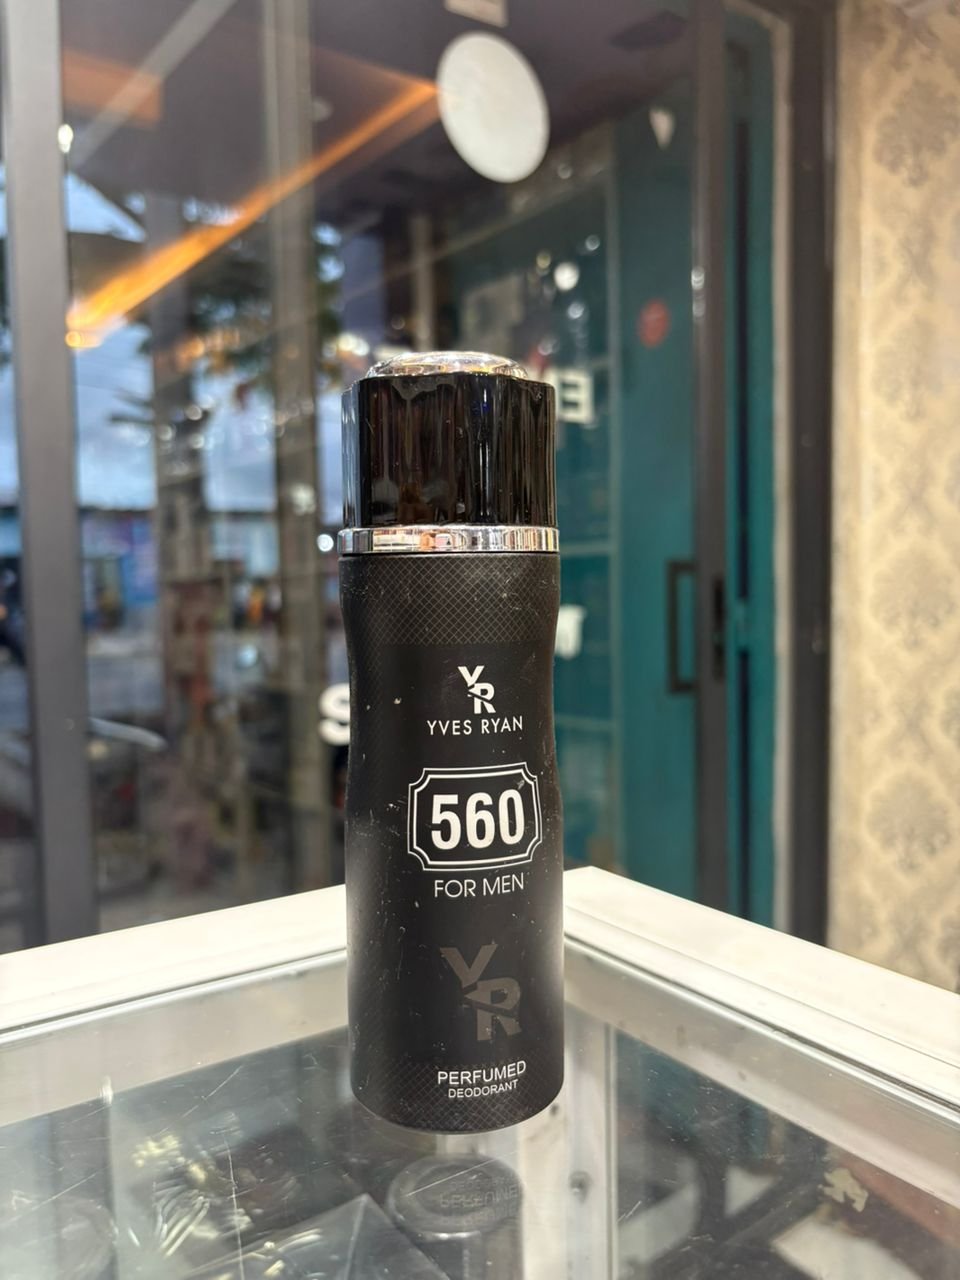 YR
YVES RYAN
560
FOR MEN
YR
PERFUMED
DEODORANT
E
S